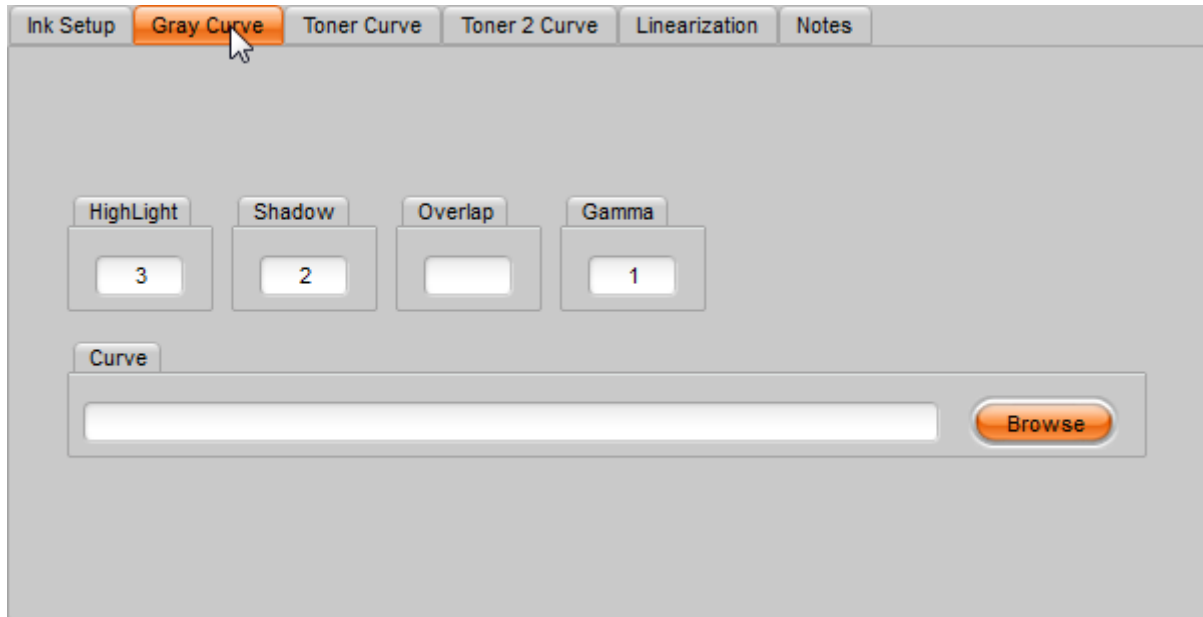 Ink Setup Gray Curve Toner Curve Toner 2 Curve Linearization Notes
HighLight Shadow Overlap Gamma
3 2 1
Curve
Browse